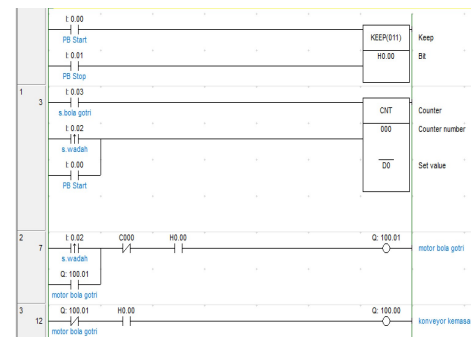 I: 0.00
PB Start
KEEP(011) Keep
I: 0.01
PB Stop
H0.00 Bit
1
3
I: 0.03
s.bola gotri
CNT Counter
I: 0.02
s.wadah
000 Counter number
I: 0.00
PB Start
D0 Set value
2
7
I: 0.02 C000 H0.00 Q: 100.01
s.wadah
motor bola gotri
Q: 100.01
motor bola gotri
3
12
Q: 100.01 H0.00 Q: 100.00
motor bola gotri
konveyor kemasa